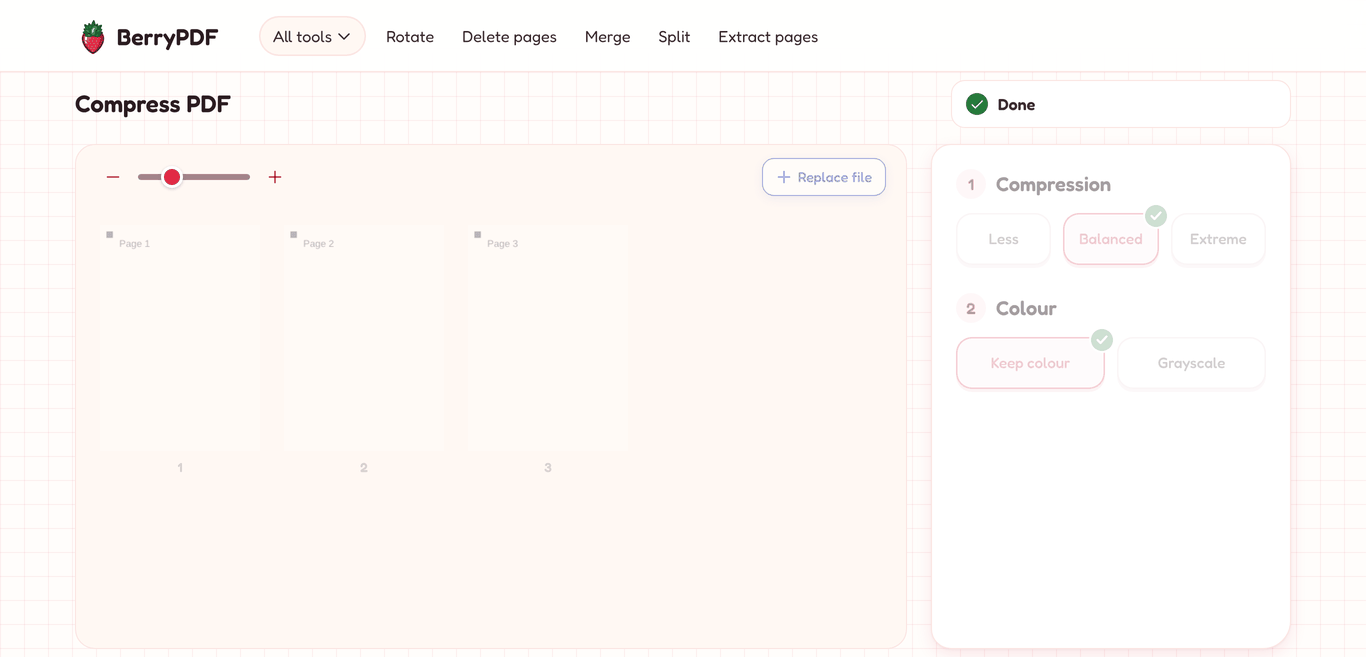 BerryPDF
All tools
Rotate
Delete pages
Merge
Split
Extract pages
Compress PDF
Done
Replace file
Page 1
Page 2
Page 3
1
2
3
1 Compression
Less
Balanced
Extreme
2 Colour
Keep colour
Grayscale